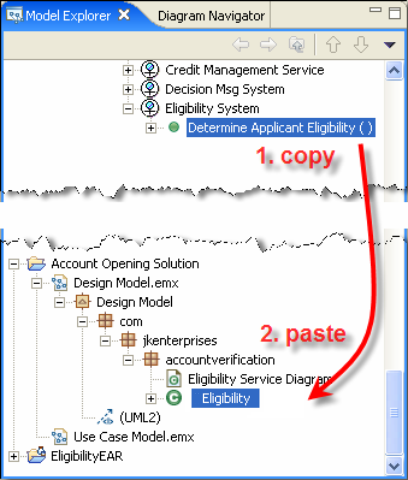 Model Explorer
Diagram Navigator
Credit Management Service
Decision Msg System
Eligibility System
Determine Applicant Eligibility ( )
1. copy
Account Opening Solution
Design Model.emx
Design Model
com
2. paste
jkenterprises
accountverification
Eligibility Service Diagram
Eligibility
(UML2)
Use Case Model.emx
EligibilityEAR